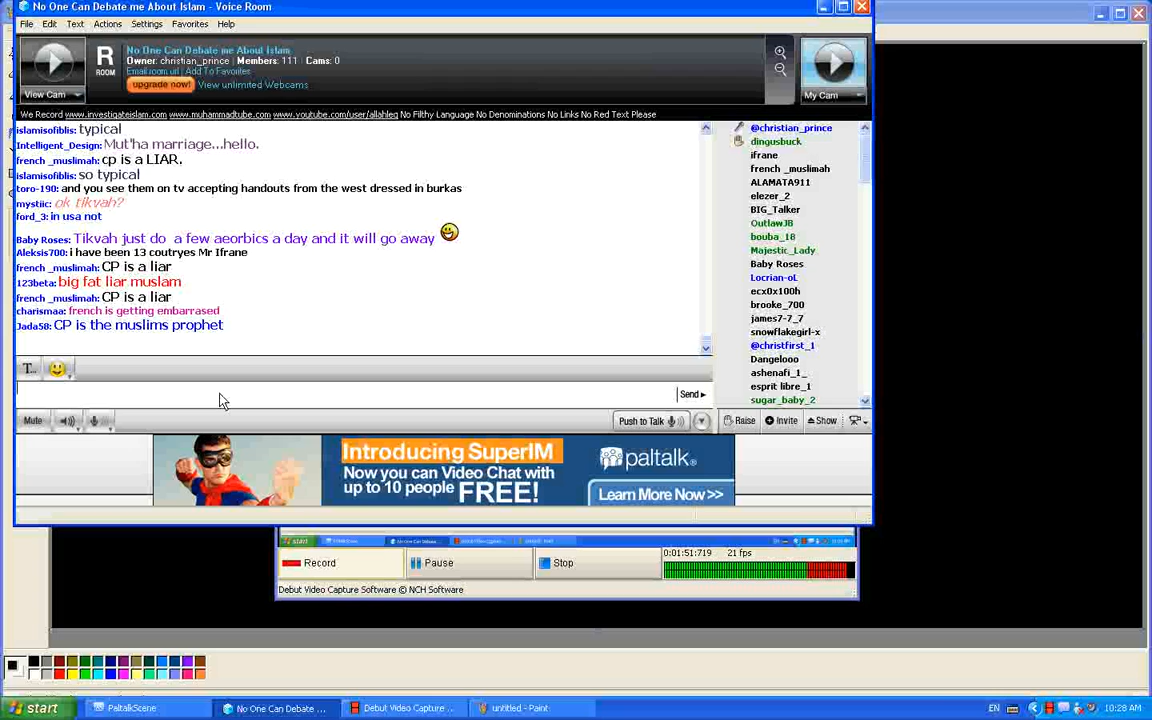 No One Can Debate me About Islam - Voice Room
File Edit Text Actions Settings Favorites Help
View Cam
R
ROOM
No One Can Debate me About Islam
Owner: christian_prince | Members: 111 | Cams: 0
Email room url | Add To Favorites
upgrade now! View unlimited Webcams
My Cam
We Record www.investigateislam.com www.muhammadtube.com www.youtube.com/user/allahleq No Filthy Language No Denominations No Links No Red Text Please
islamisofiblis: typical
Intelligent_Design: Mut'ha marriage...hello.
french _muslimah: cp is a LIAR.
islamisofiblis: so typical
toro-190: and you see them on tv accepting handouts from the west dressed in burkas
mystiic: ok tikvah?
ford_3: in usa not
Baby Roses: Tikvah just do a few aeorbics a day and it will go away
Aleksis700: i have been 13 coutryes Mr Ifrane
french _muslimah: CP is a liar
123beta: big fat liar muslam
french _muslimah: CP is a liar
charismaa: french is getting embarrased
Jada58: CP is the muslims prophet
@christian_prince
dingusbuck
ifrane
french _muslimah
ALAMATA911
elezer_2
BIG_Talker
OutlawJB
bouba_18
Majestic_Lady
Baby Roses
Locrian-oL
ecx0x100h
brooke_700
james7-7_7
snowflakegirl-x
@christfirst_1
Dangelooo
ashenafi_1_
esprit libre_1
sugar_baby_2
T..
Send
Mute
Push to Talk
Raise Invite Show
Introducing SuperIM
Now you can Video Chat with
up to 10 people FREE!
paltalk
Learn More Now >>
Record Pause Stop
0:01:51:719 21 fps
Debut Video Capture Software © NCH Software
start PaltalkScene No One Can Debate ... Debut Video Capture ... untitled - Paint EN 10:28 AM